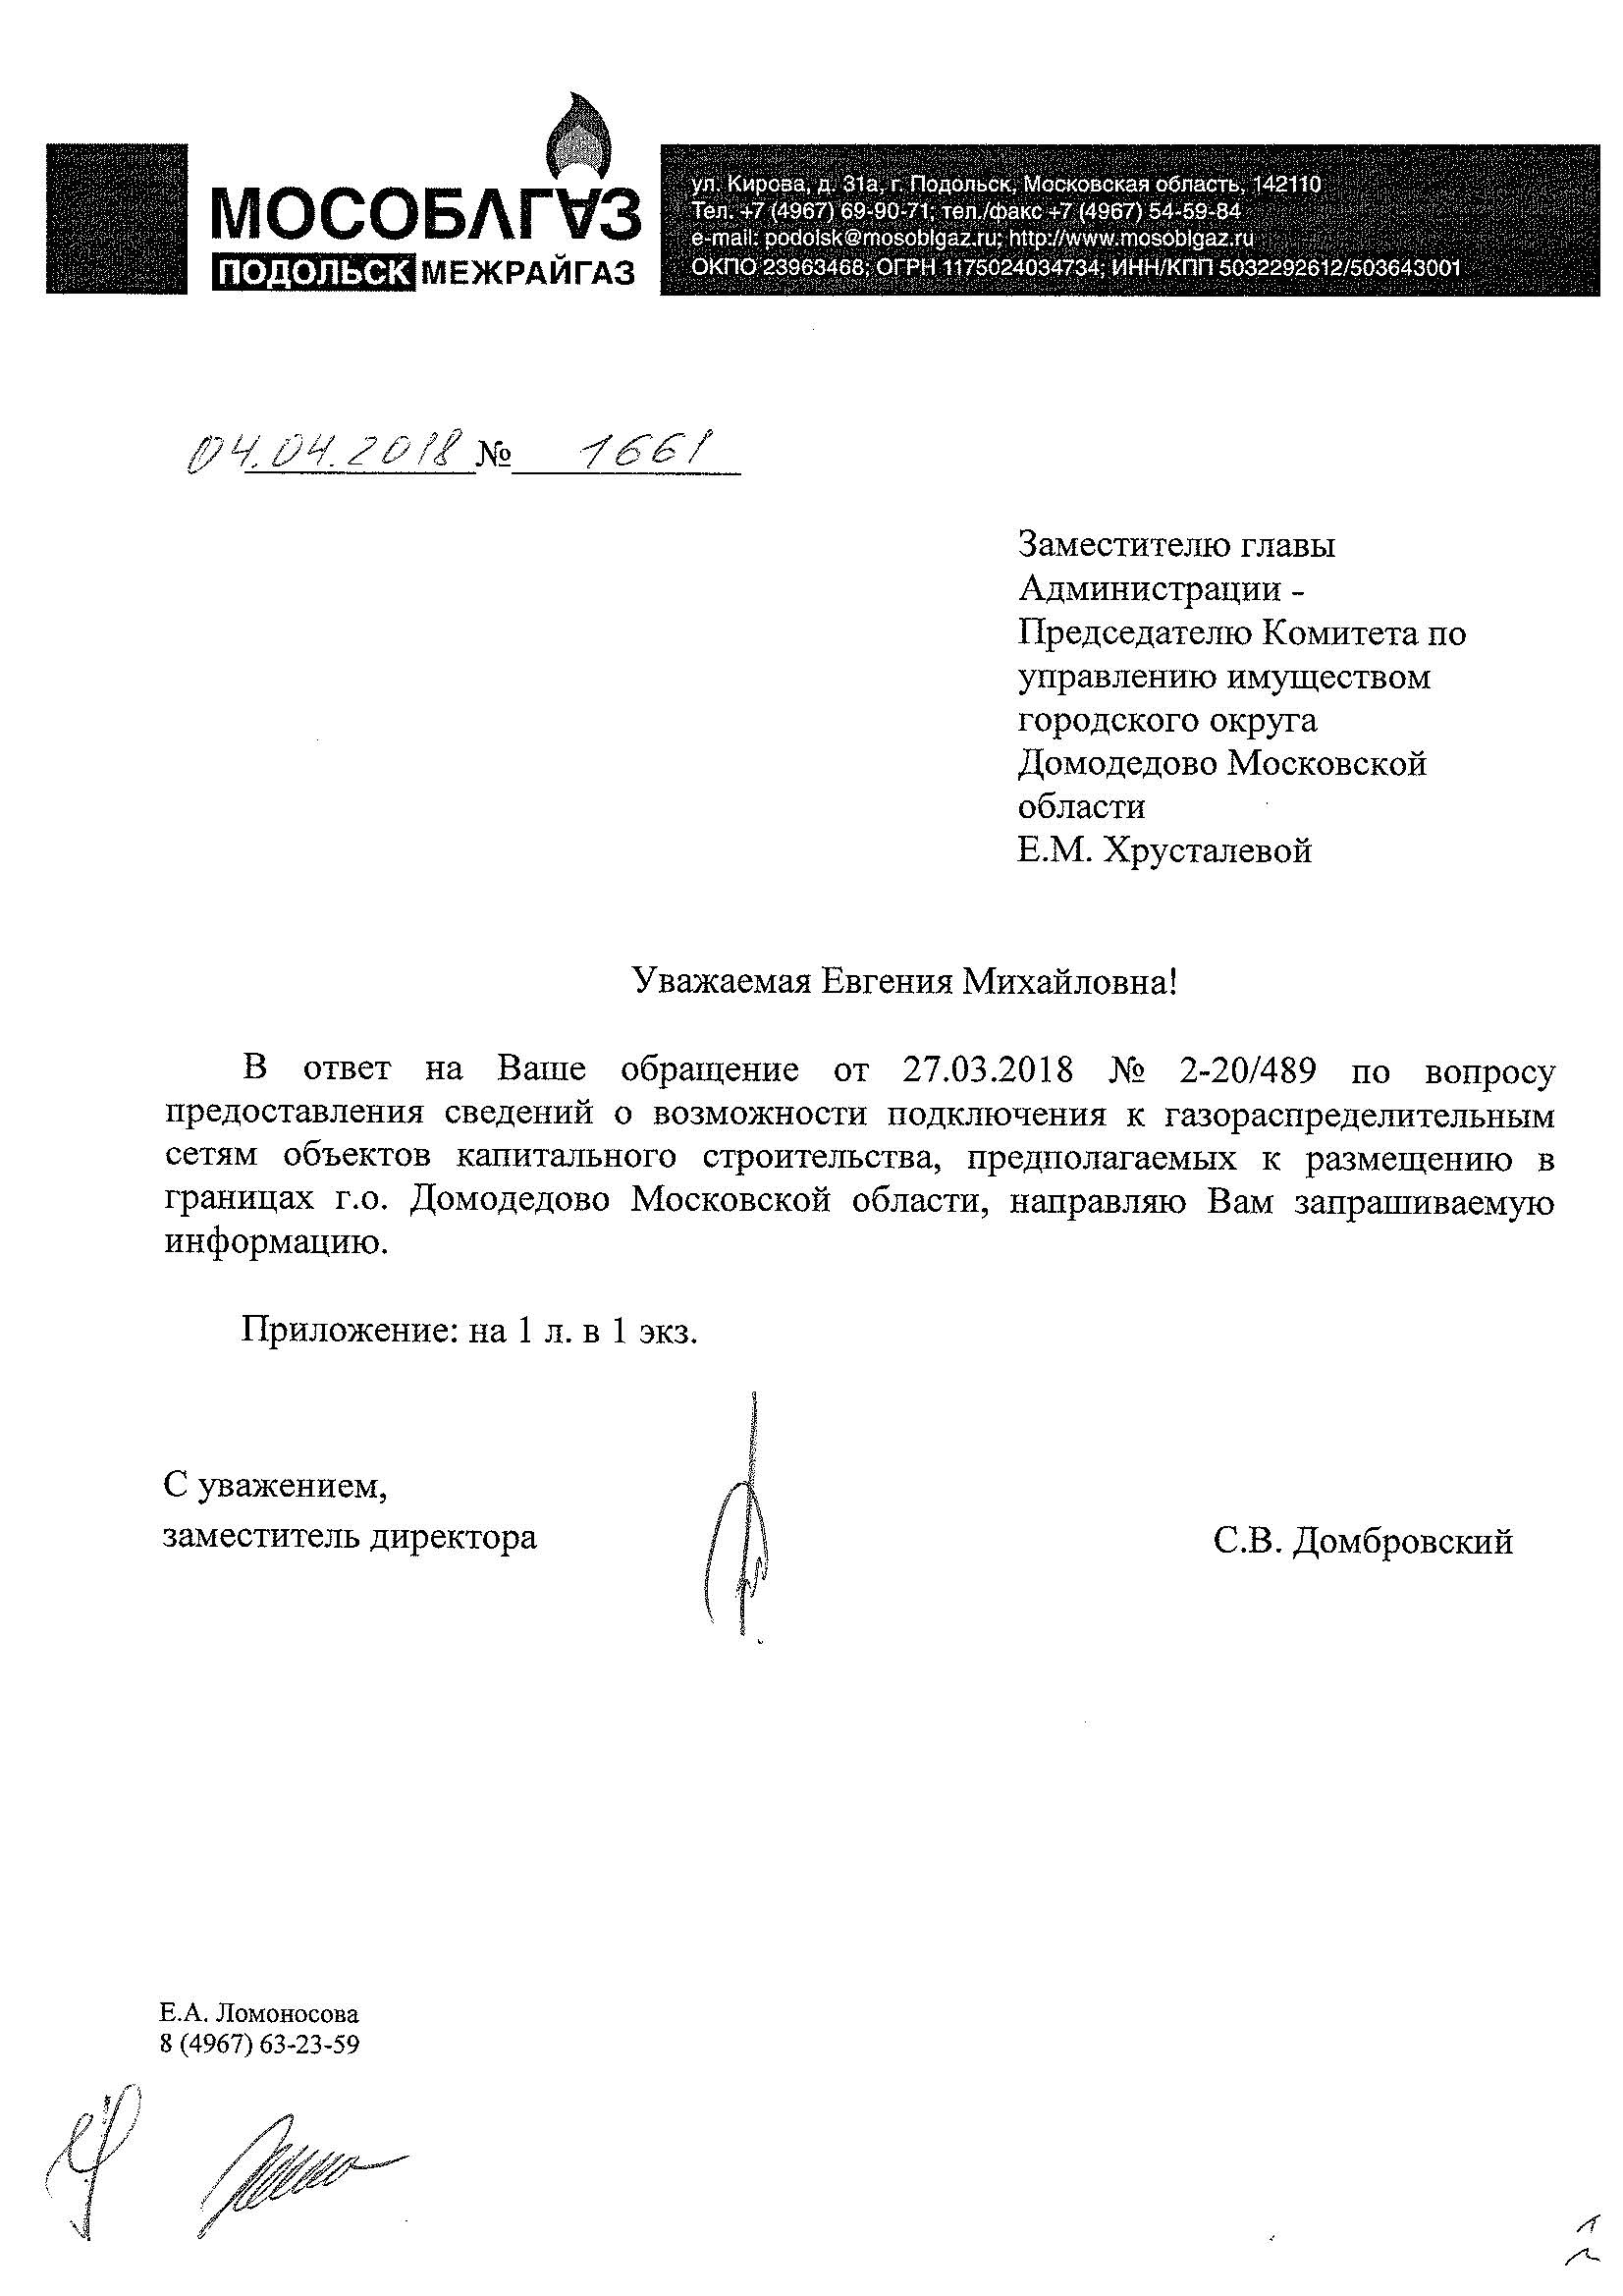 МОСОБЛГАЗ
ПОДОЛЬСК МЕЖРАЙГАЗ
ул. Кирова, д. 31а, г. Подольск, Московская область, 142110
Тел. +7 (4967) 69-90-71; тел./факс +7 (4967) 54-59-84
e-mail: podolsk@mosoblgaz.ru; http://www.mosoblgaz.ru
ОКПО 23963468; ОГРН 1175024034734; ИНН/КПП 5032292612/503643001
04.04.2018 № 1661
Заместителю главы
Администрации -
Председателю Комитета по
управлению имуществом
городского округа
Домодедово Московской
области
Е.М. Хрусталевой
Уважаемая Евгения Михайловна!
В ответ на Ваше обращение от 27.03.2018 № 2-20/489 по вопросу
предоставления сведений о возможности подключения к газораспределительным
сетям объектов капитального строительства, предполагаемых к размещению в
границах г.о. Домодедово Московской области, направляю Вам запрашиваемую
информацию.
Приложение: на 1 л. в 1 экз.
С уважением,
заместитель директора
С.В. Домбровский
Е.А. Ломоносова
8 (4967) 63-23-59